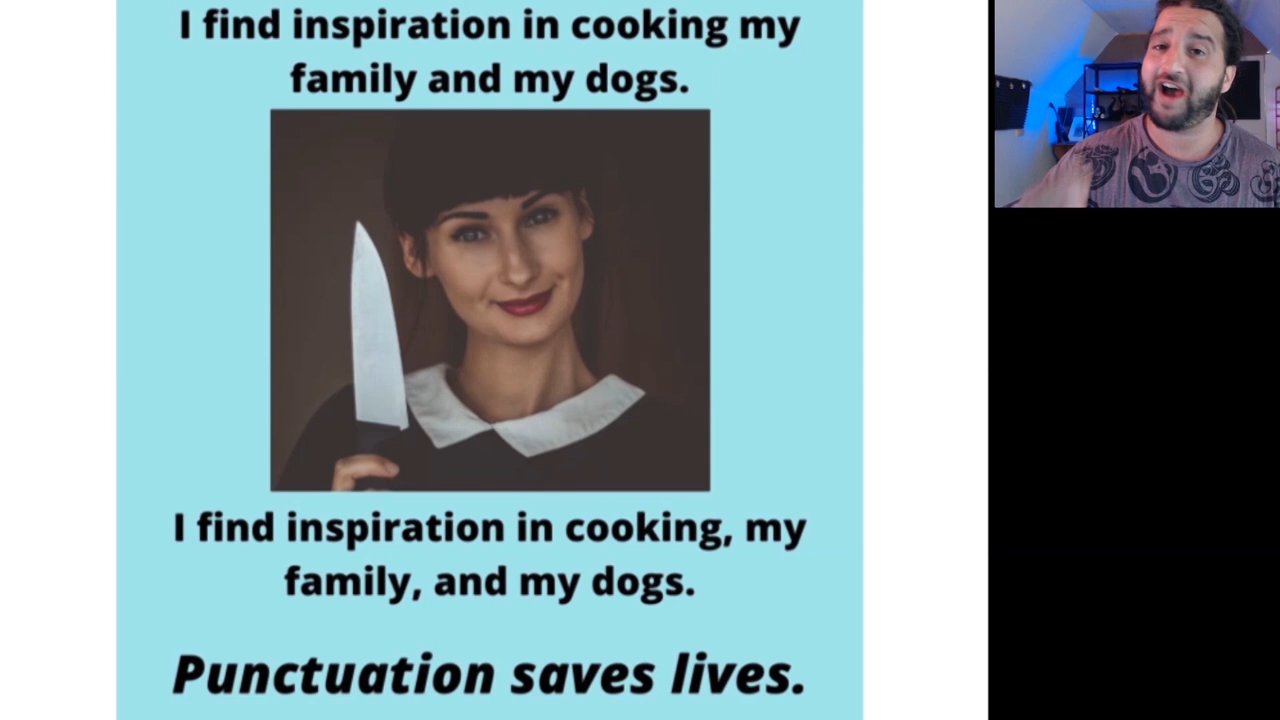 I find inspiration in cooking my
family and my dogs.
I find inspiration in cooking, my
family, and my dogs.
Punctuation saves lives.